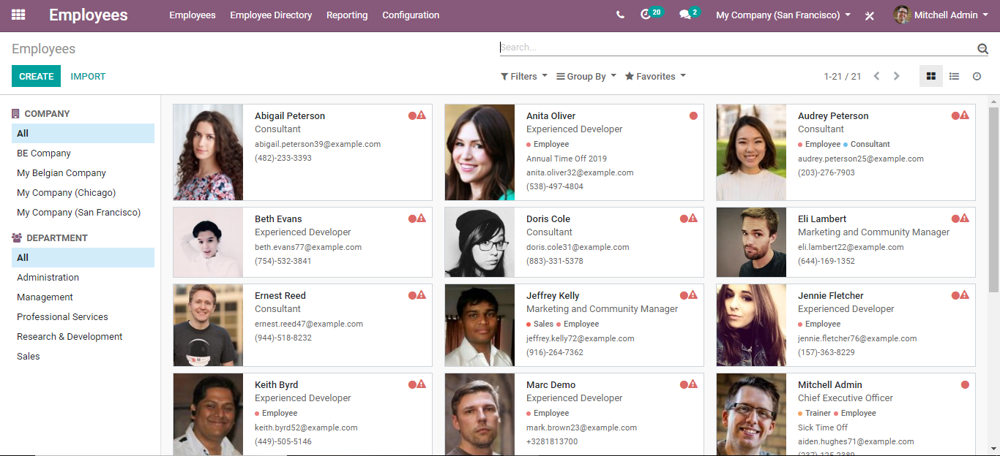 Employees Employees Employee Directory Reporting Configuration 20 2 My Company (San Francisco) Mitchell Admin
Employees
Search...
CREATE IMPORT
Filters Group By Favorites 1-21 / 21
COMPANY
All
BE Company
My Belgian Company
My Company (Chicago)
My Company (San Francisco)
DEPARTMENT
All
Administration
Management
Professional Services
Research & Development
Sales
Abigail Peterson
Consultant
abigail.peterson39@example.com
(482)-233-3393
Anita Oliver
Experienced Developer
Employee
Annual Time Off 2019
anita.oliver32@example.com
(538)-497-4804
Audrey Peterson
Consultant
Employee Consultant
audrey.peterson25@example.com
(203)-276-7903
Beth Evans
Experienced Developer
beth.evans77@example.com
(754)-532-3841
Doris Cole
Consultant
doris.cole31@example.com
(883)-331-5378
Eli Lambert
Marketing and Community Manager
eli.lambert22@example.com
(644)-169-1352
Ernest Reed
Consultant
ernest.reed47@example.com
(944)-518-8232
Jeffrey Kelly
Marketing and Community Manager
Sales Employee
jeffrey.kelly72@example.com
(916)-264-7362
Jennie Fletcher
Experienced Developer
Employee
jennie.fletcher76@example.com
(157)-363-8229
Keith Byrd
Experienced Developer
Employee
keith.byrd52@example.com
(449)-505-5146
Marc Demo
Experienced Developer
Employee
mark.brown23@example.com
+3281813700
Mitchell Admin
Chief Executive Officer
Trainer Employee
Sick Time Off
aiden.hughes71@example.com
(237)-125-2389